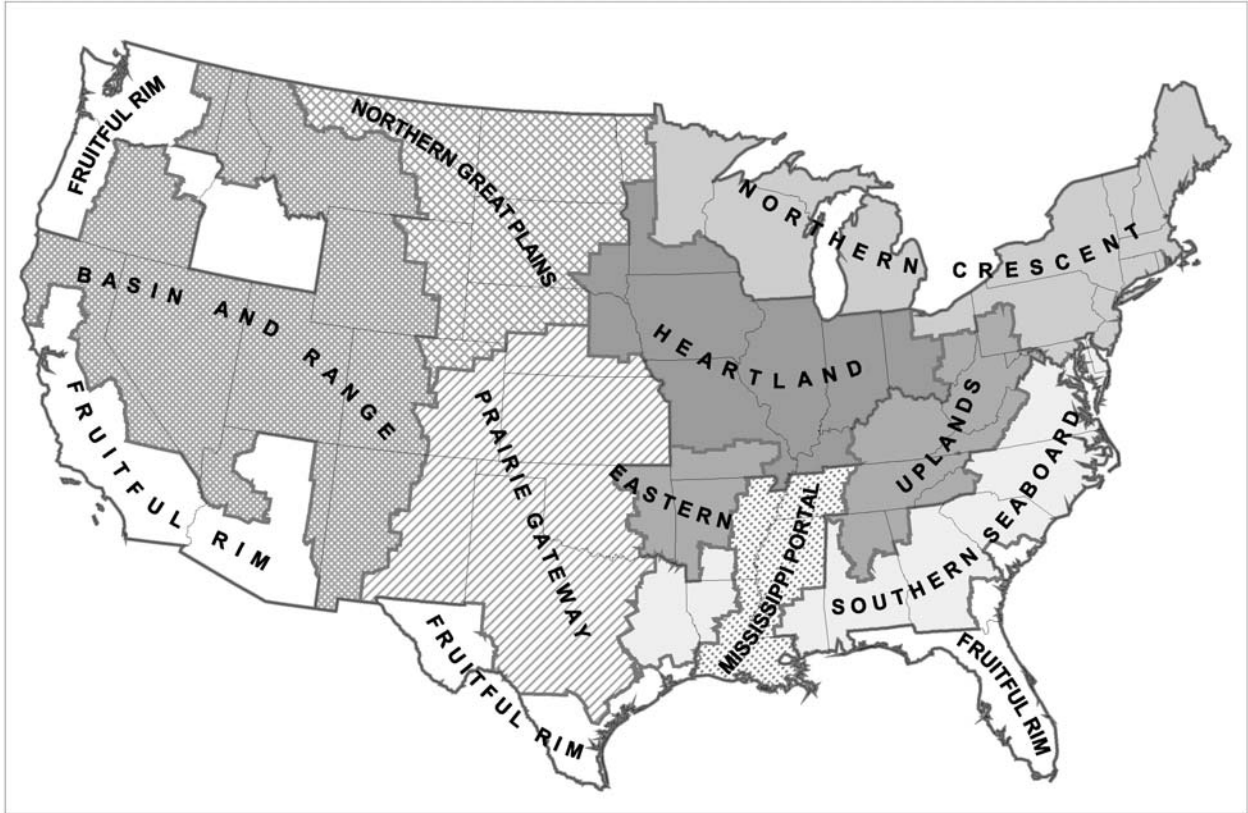 FRUITFUL RIM
NORTHERN GREAT PLAINS
NORTHERN CRESCENT
BASIN AND RANGE
HEARTLAND
FRUITFUL RIM
PRAIRIE GATEWAY
EASTERN UPLANDS
MISSISSIPPI PORTAL
SOUTHERN SEABOARD
FRUITFUL RIM
FRUITFUL RIM